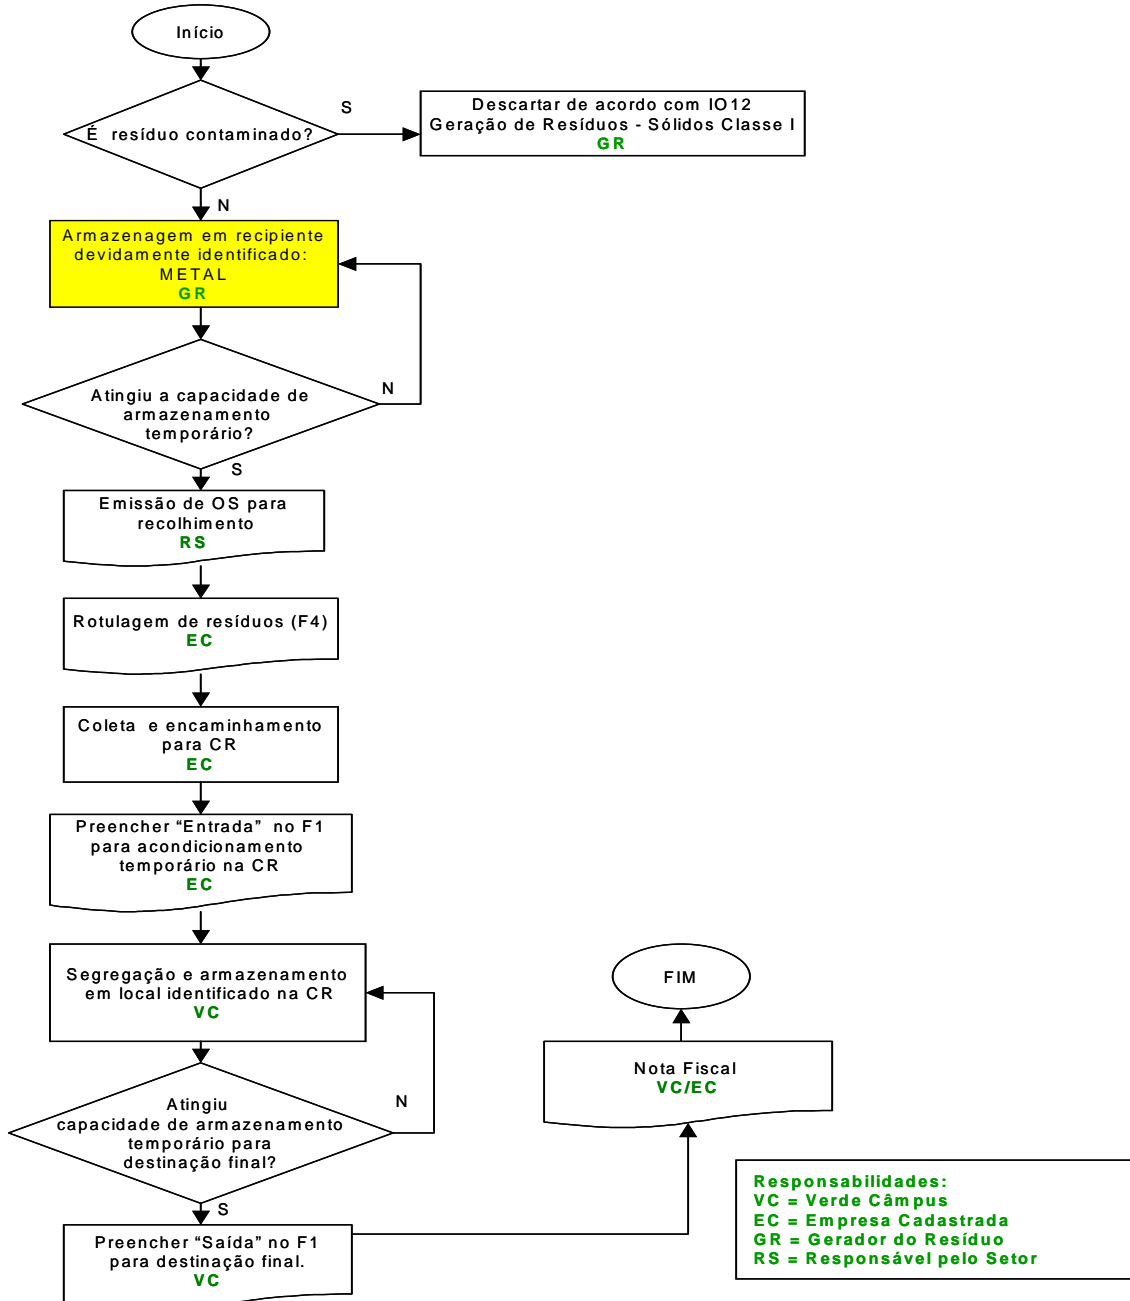 Início
É resíduo contaminado?
S
Descartar de acordo com IO12
Geração de Resíduos - Sólidos Classe I
GR
N
Armazenagem em recipiente
devidamente identificado:
METAL
GR
Atingiu a capacidade de
armazenamento
temporário?
N
S
Emissão de OS para
recolhimento
RS
Rotulagem de resíduos (F4)
EC
Coleta e encaminhamento
para CR
EC
Preencher “Entrada” no F1
para acondicionamento
temporário na CR
EC
Segregação e armazenamento
em local identificado na CR
VC
Atingiu
capacidade de armazenamento
temporário para
destinação final?
N
S
Preencher “Saída” no F1
para destinação final.
VC
FIM
Nota Fiscal
VC/EC
Responsabilidades:
VC = Verde Câmpus
EC = Empresa Cadastrada
GR = Gerador do Resíduo
RS = Responsável pelo Setor